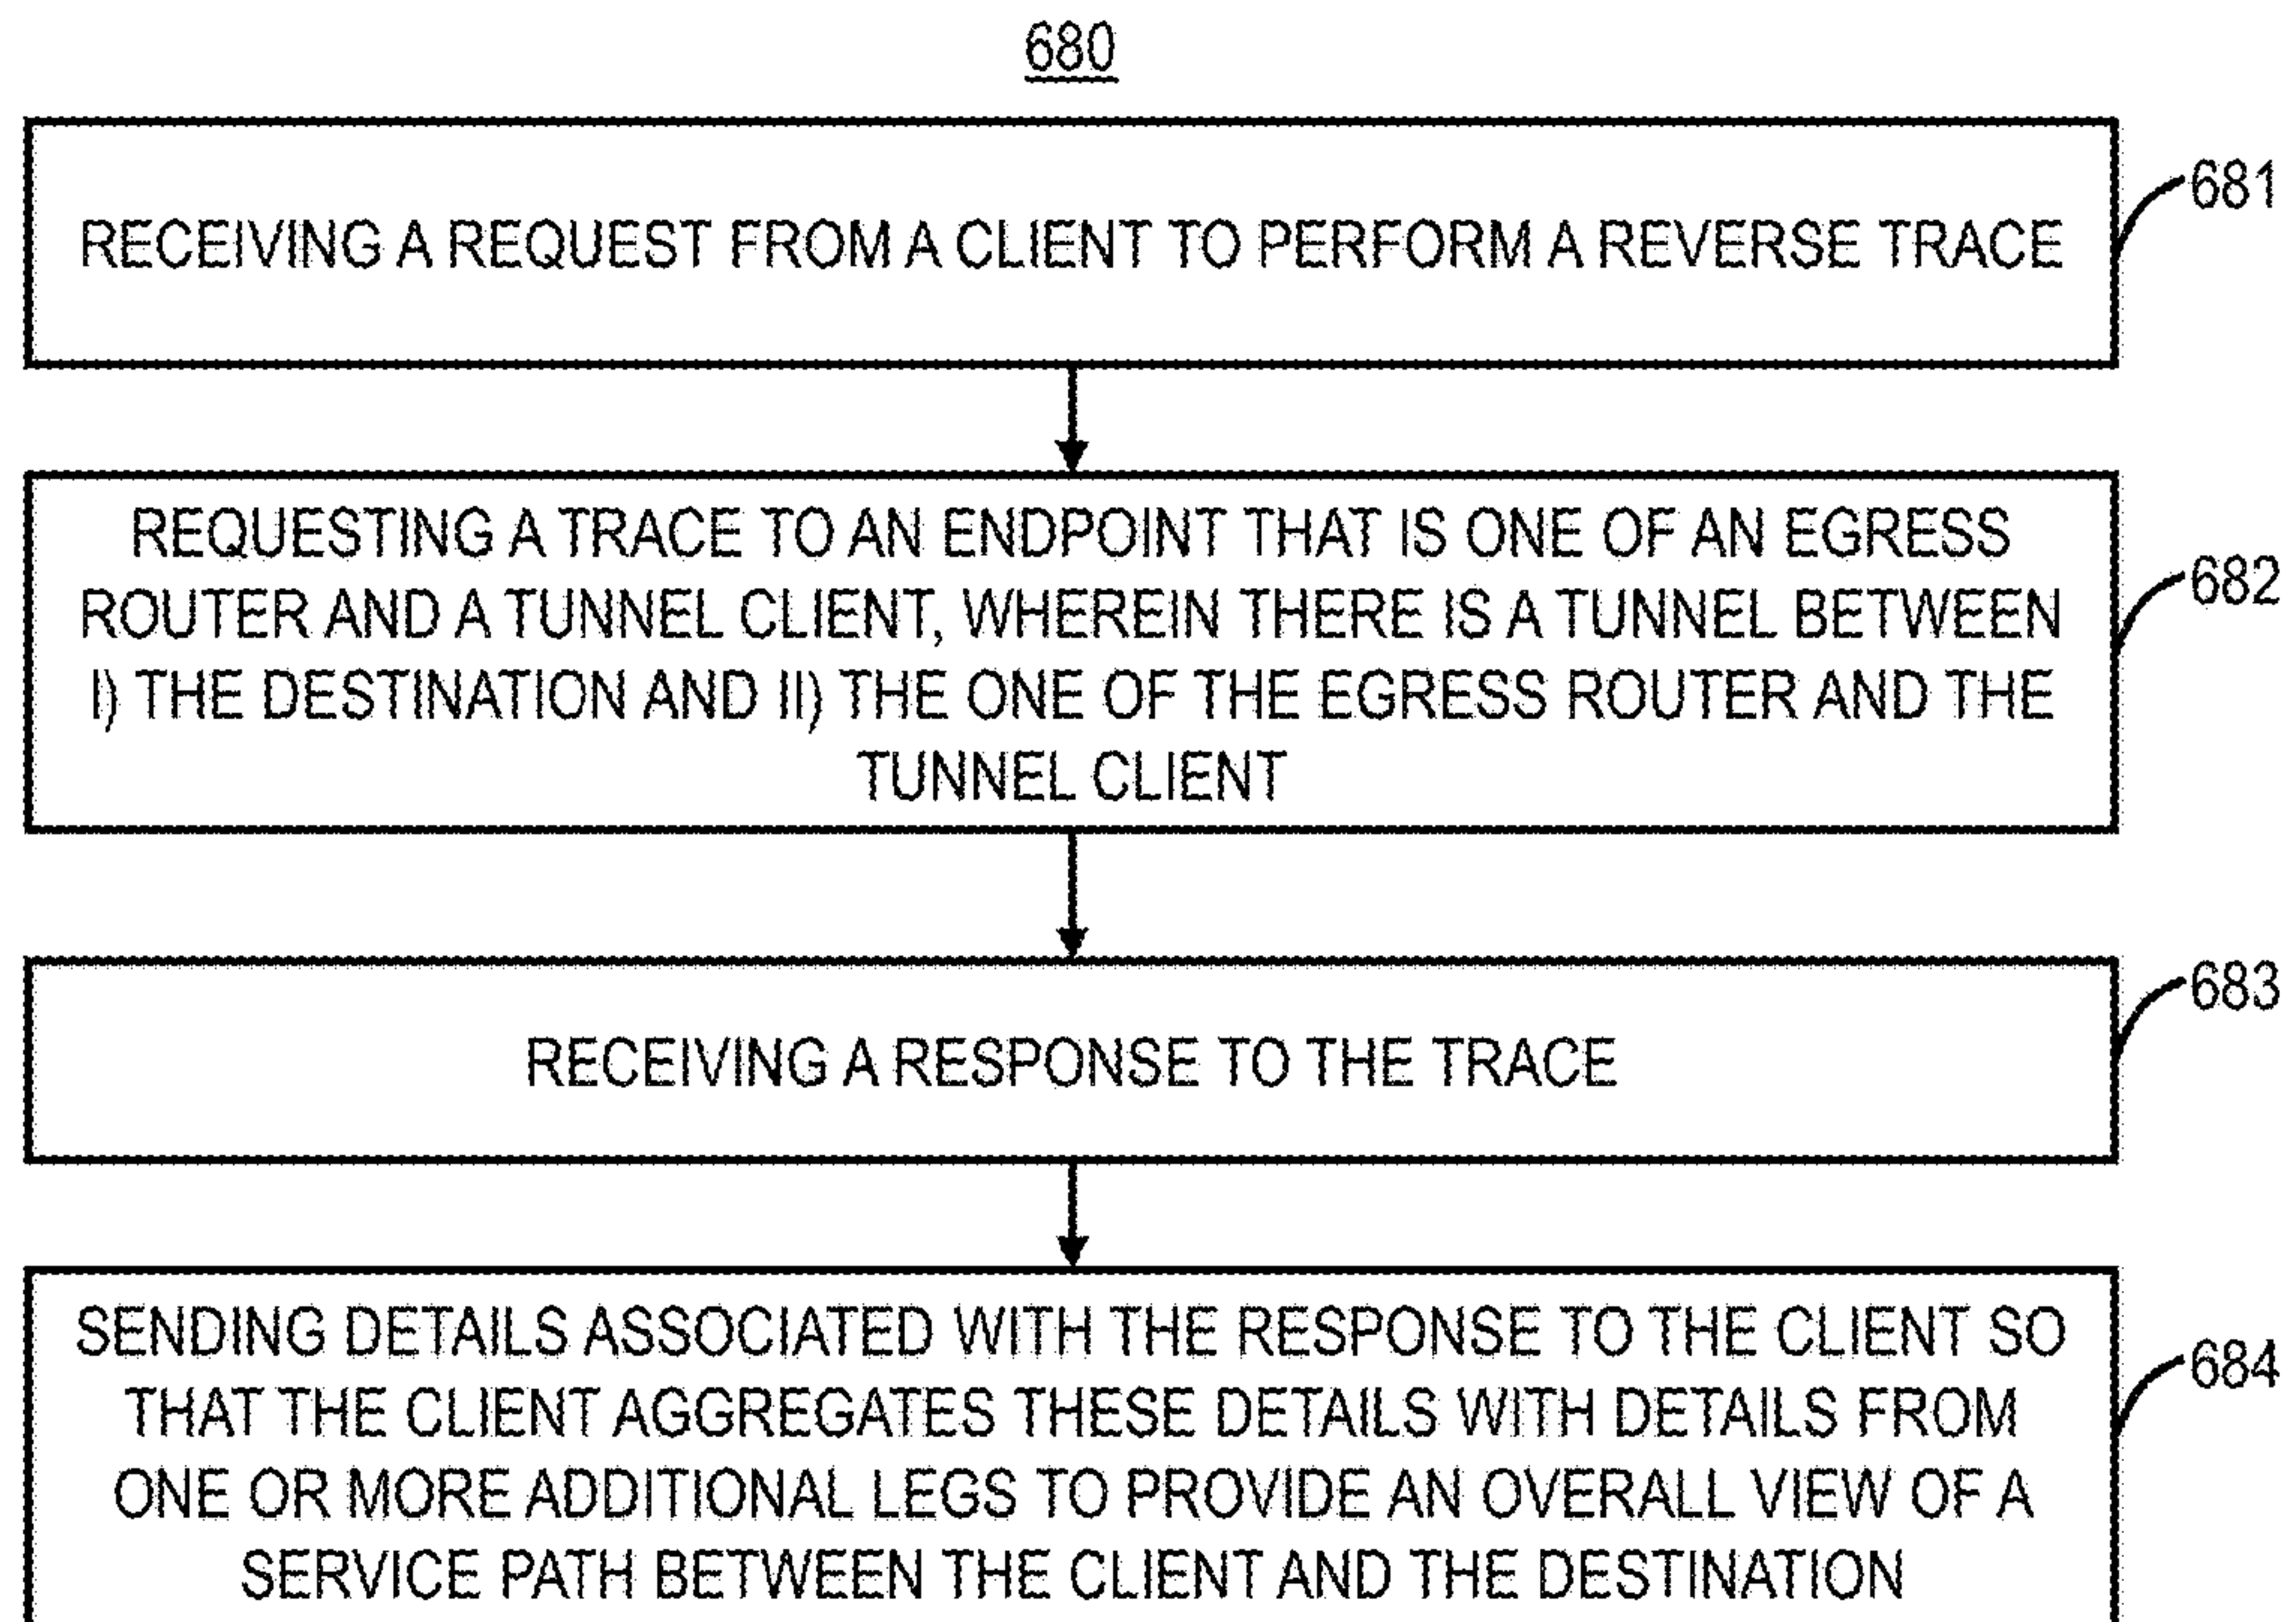 680
RECEIVING A REQUEST FROM A CLIENT TO PERFORM A REVERSE TRACE
681
REQUESTING A TRACE TO AN ENDPOINT THAT IS ONE OF AN EGRESS
ROUTER AND A TUNNEL CLIENT, WHEREIN THERE IS A TUNNEL BETWEEN
I) THE DESTINATION AND II) THE ONE OF THE EGRESS ROUTER AND THE
TUNNEL CLIENT
682
RECEIVING A RESPONSE TO THE TRACE
683
SENDING DETAILS ASSOCIATED WITH THE RESPONSE TO THE CLIENT SO
THAT THE CLIENT AGGREGATES THESE DETAILS WITH DETAILS FROM
ONE OR MORE ADDITIONAL LEGS TO PROVIDE AN OVERALL VIEW OF A
SERVICE PATH BETWEEN THE CLIENT AND THE DESTINATION
684